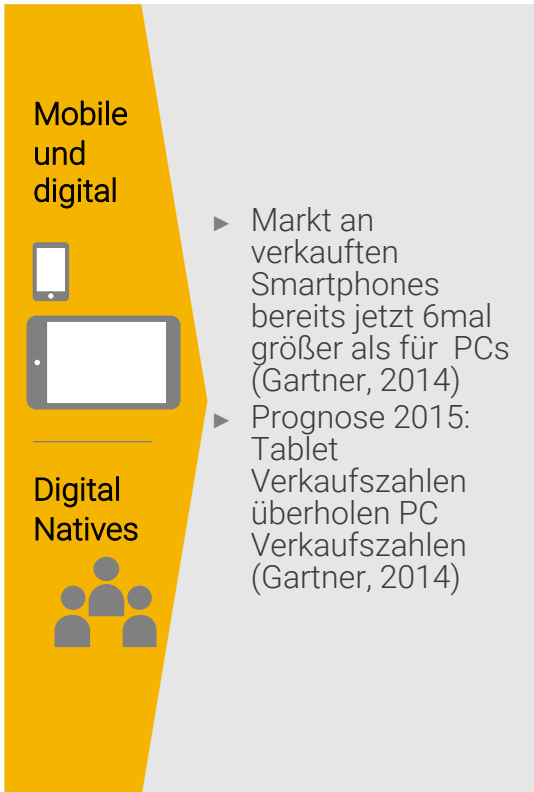 Mobile
und
digital
Digital
Natives
► Markt an
verkauften
Smartphones
bereits jetzt 6mal
größer als für PCs
(Gartner, 2014)
► Prognose 2015:
Tablet
Verkaufszahlen
überholen PC
Verkaufszahlen
(Gartner, 2014)